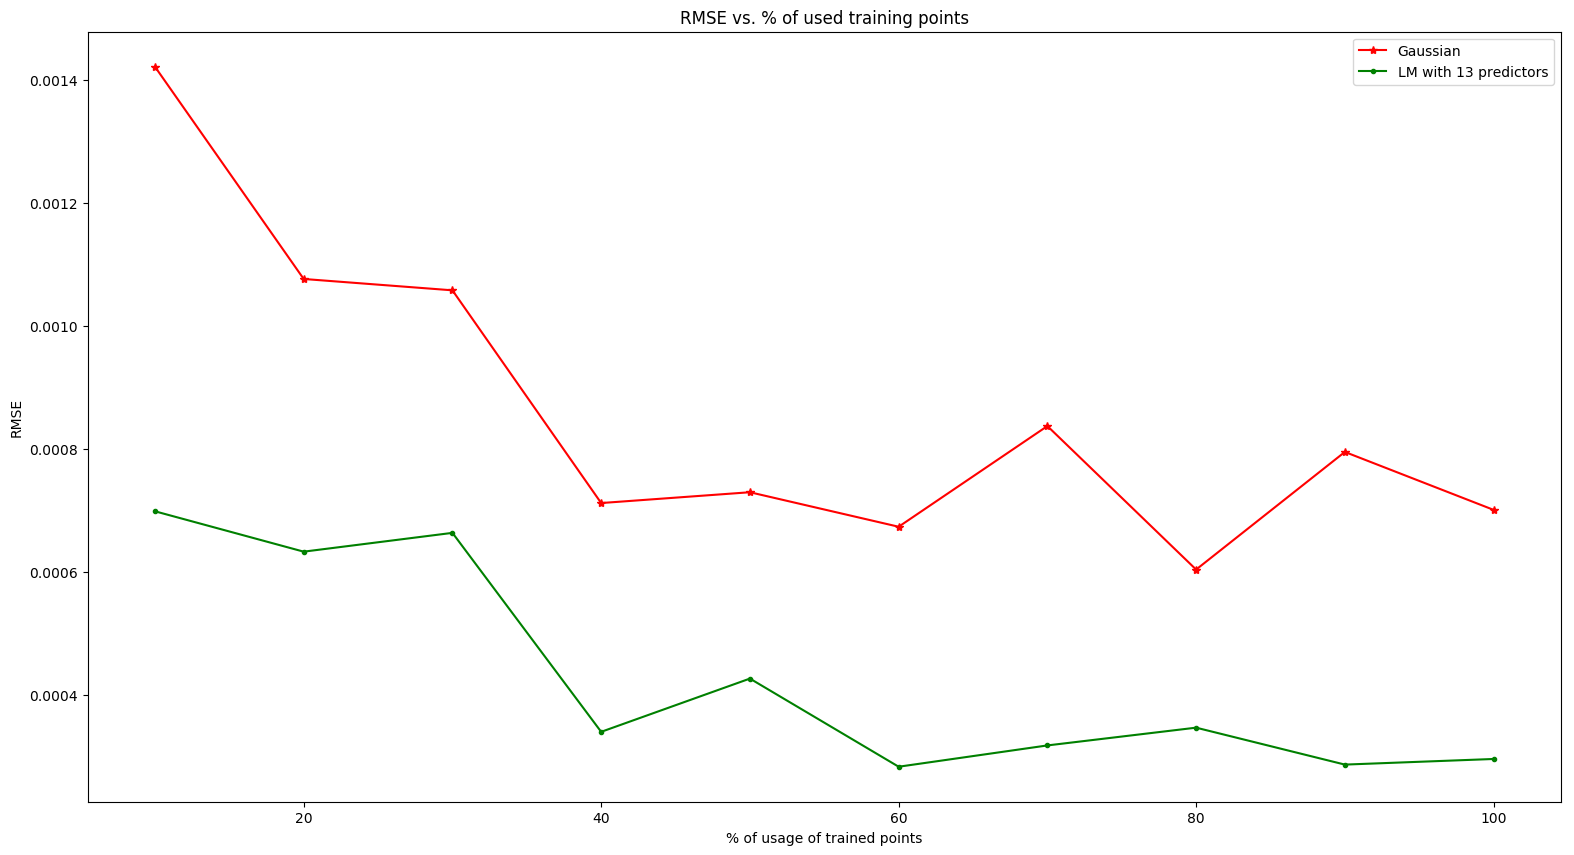 RMSE vs. % of used training points
Gaussian
LM with 13 predictors
0.0014
0.0012
0.0010
0.0008
0.0006
0.0004
RMSE
20 40 60 80 100
% of usage of trained points